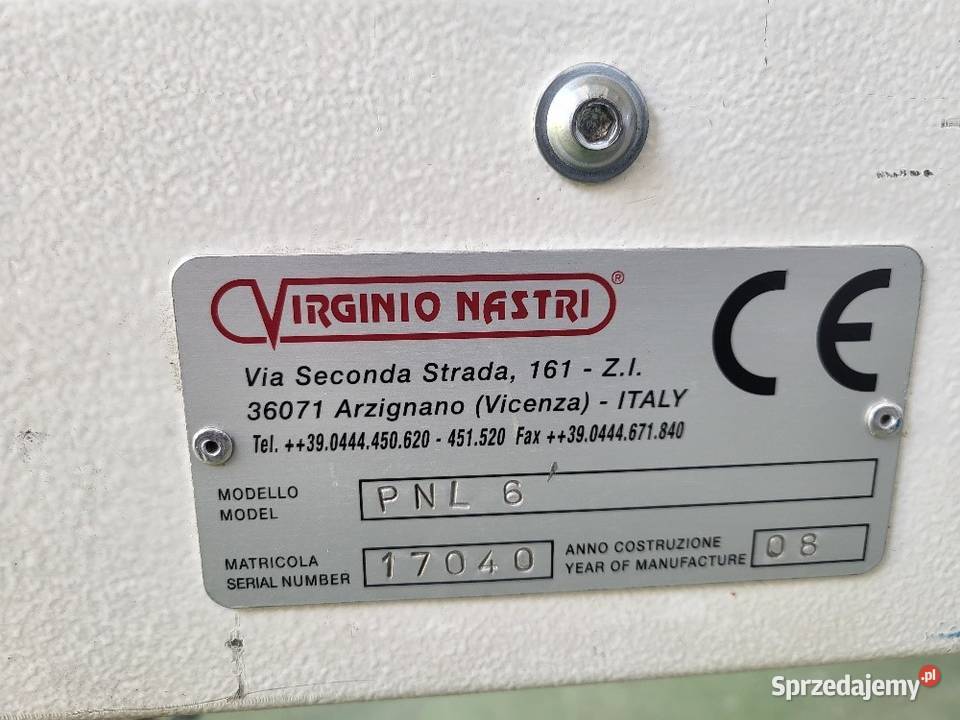 VIRGINIO NASTRI®
CE
Via Seconda Strada, 161 - Z.I.
36071 Arzignano (Vicenza) - ITALY
Tel. ++39.0444.450.620 - 451.520 Fax ++39.0444.671.840
MODELLO
MODEL
PNL 6
MATRICOLA
SERIAL NUMBER
17040
ANNO COSTRUZIONE
YEAR OF MANUFACTURE
08
Sprzedajemy.pl